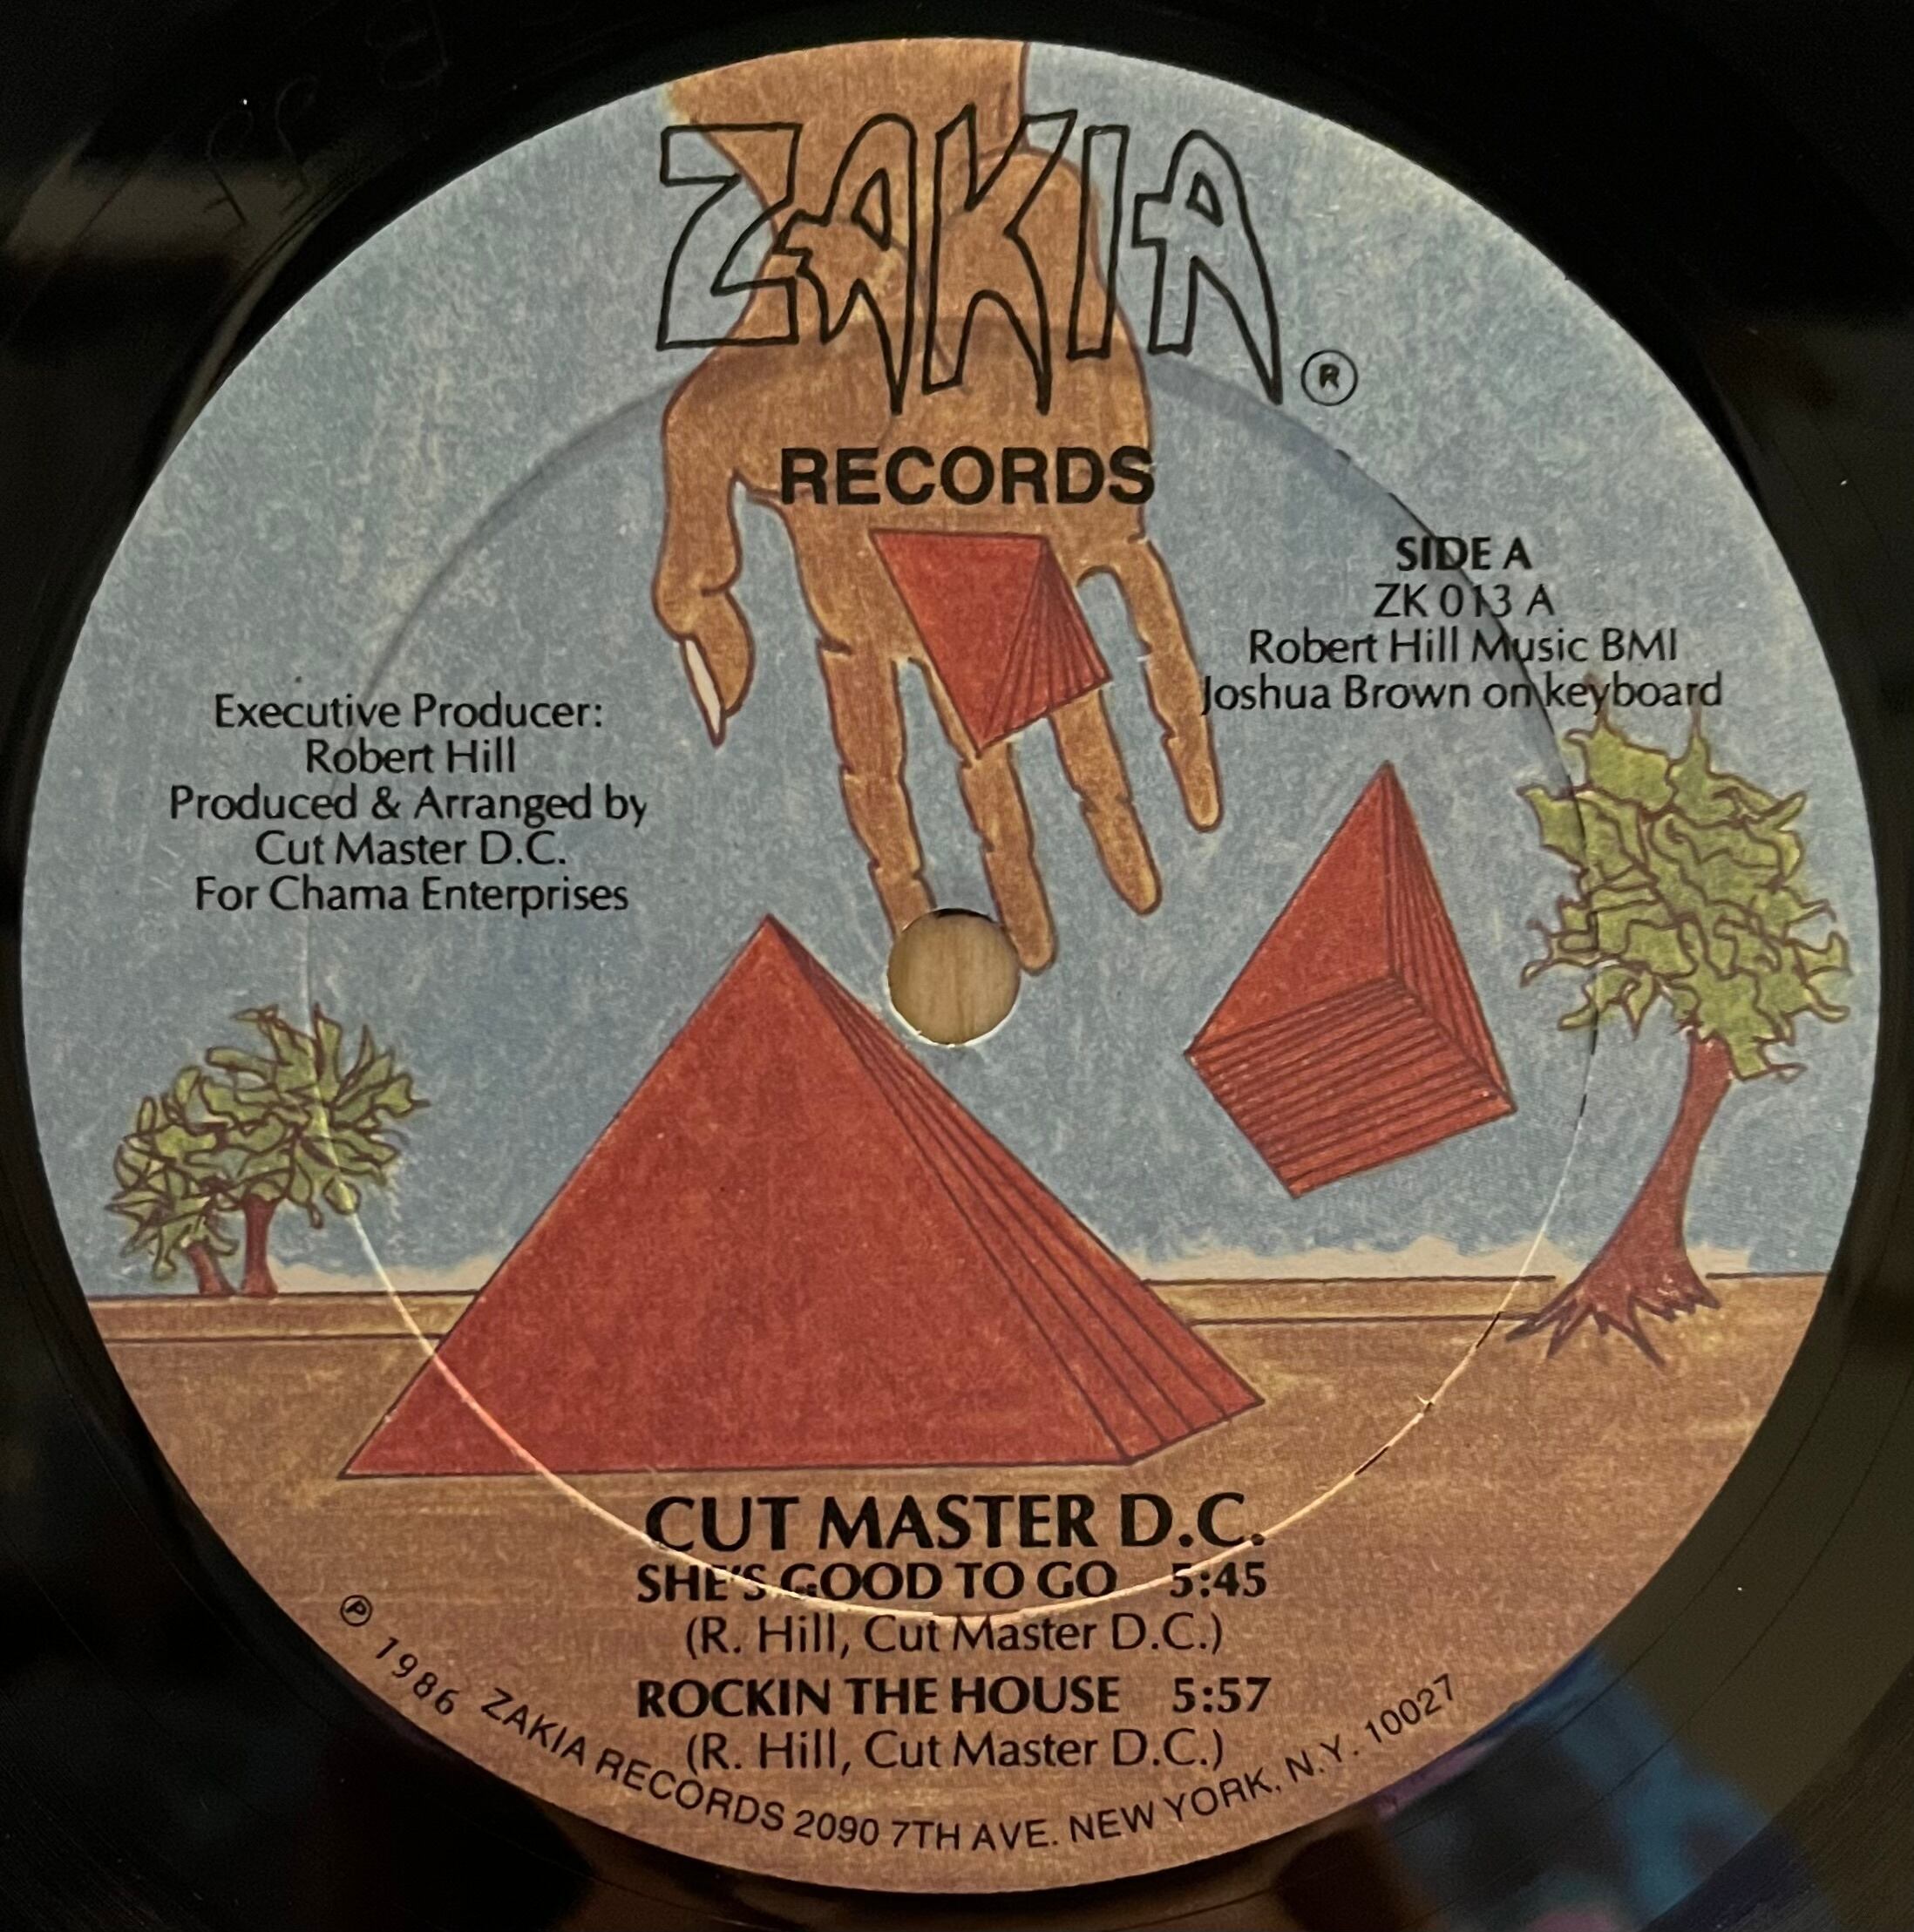 ZAKIA ®
RECORDS
SIDE A
ZK 013 A
Robert Hill Music BMI
Joshua Brown on keyboard
Executive Producer:
Robert Hill
Produced & Arranged by
Cut Master D.C.
For Chama Enterprises
CUT MASTER D.C.
SHE'S GOOD TO GO 5:45
(R. Hill, Cut Master D.C.)
ROCKIN THE HOUSE 5:57
(R. Hill, Cut Master D.C.)
℗ 1986 ZAKIA RECORDS 2090 7TH AVE. NEW YORK, N.Y. 10027